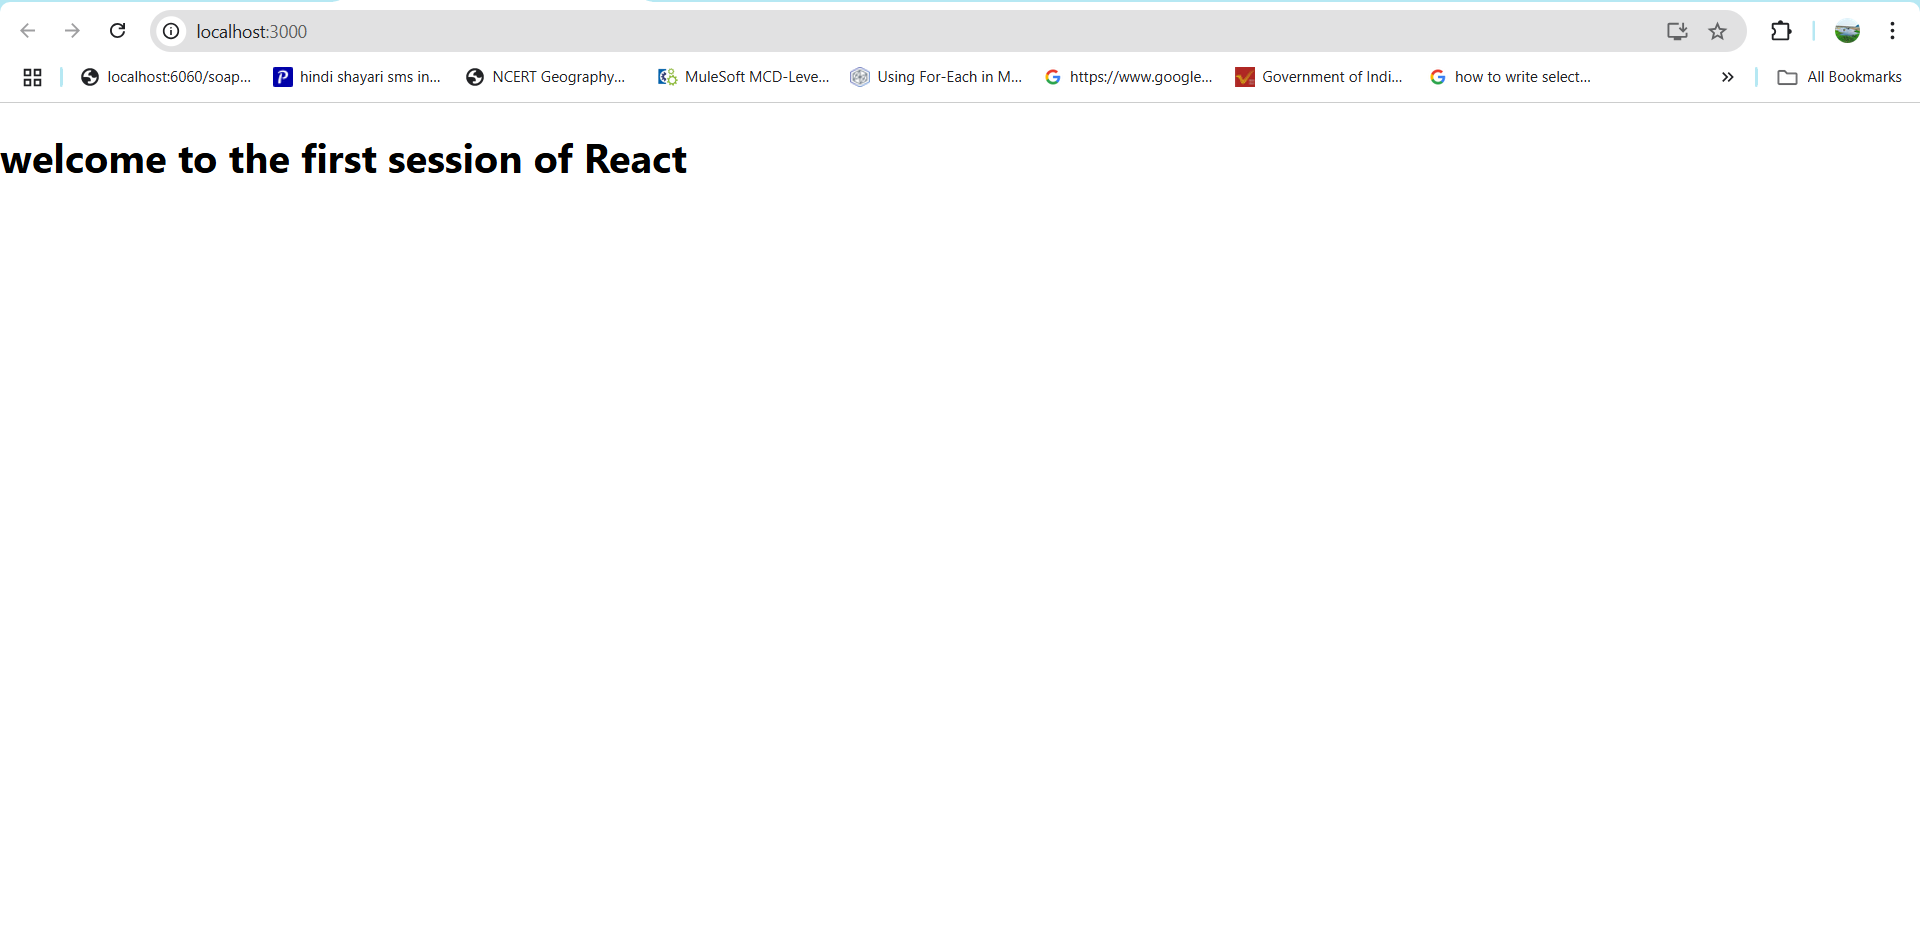 localhost:3000
localhost:6060/soap... hindi shayari sms in... NCERT Geography... MuleSoft MCD-Leve... Using For-Each in M... https://www.google... Government of Indi... how to write select... » All Bookmarks
welcome to the first session of React